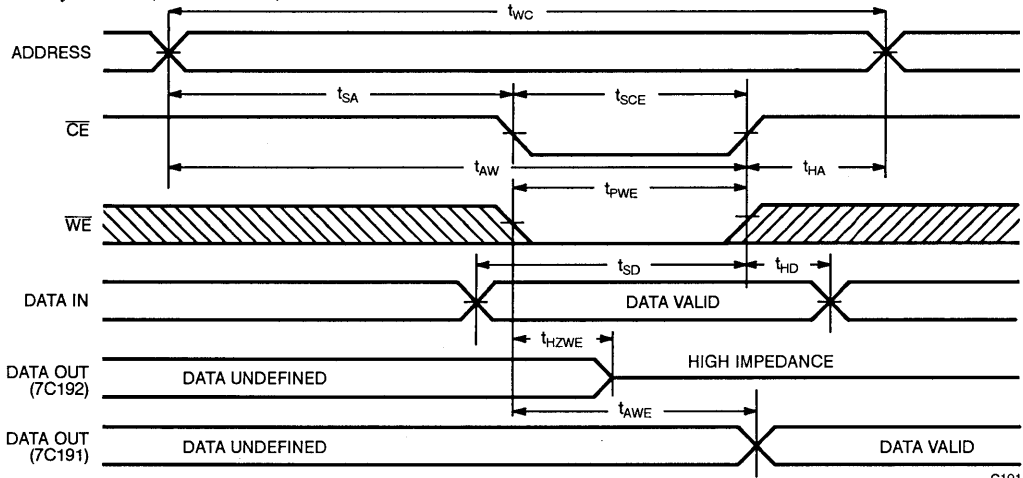 tWC
ADDRESS
tSA
tSCE
CE
tAW
tHA
tPWE
WE
tSD
tHD
DATA IN
DATA VALID
tHZWE
DATA OUT
(7C192)
DATA UNDEFINED
HIGH IMPEDANCE
tAWE
DATA OUT
(7C191)
DATA UNDEFINED
DATA VALID